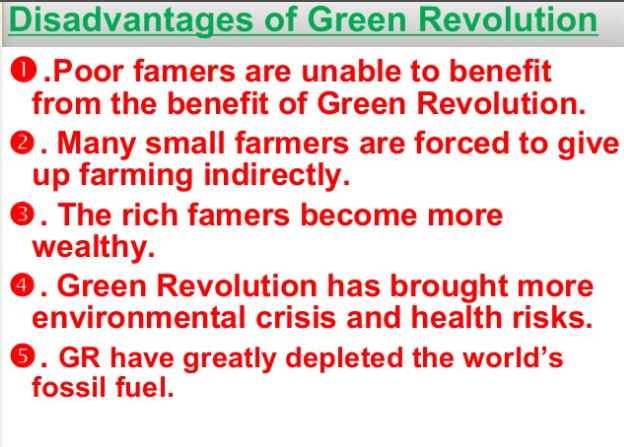 Disadvantages of Green Revolution
❶.Poor famers are unable to benefit
from the benefit of Green Revolution.
❷. Many small farmers are forced to give
up farming indirectly.
❸. The rich famers become more
wealthy.
❹. Green Revolution has brought more
environmental crisis and health risks.
❺. GR have greatly depleted the world’s
fossil fuel.